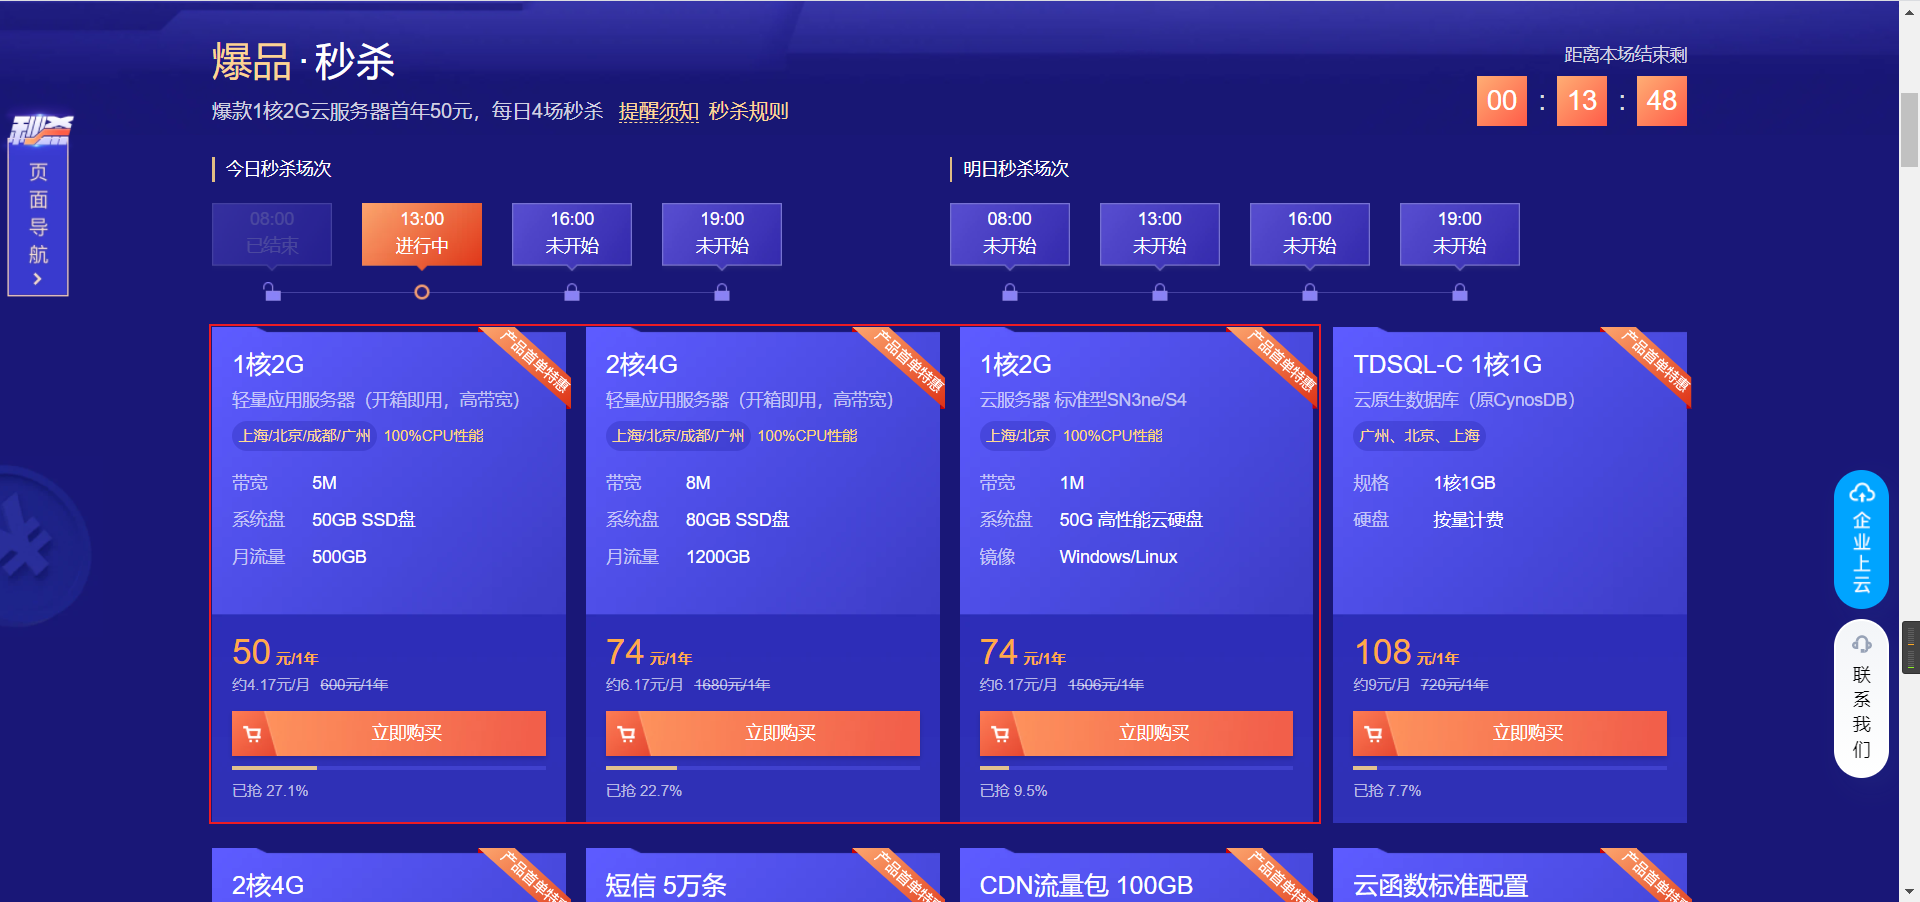 爆品·秒杀
爆款1核2G云服务器首年50元，每日4场秒杀 提醒须知 秒杀规则
距离本场结束剩
00 : 13 : 48
秒杀
页面导航
今日秒杀场次
08:00
已结束
13:00
进行中
16:00
未开始
19:00
未开始
明日秒杀场次
08:00
未开始
13:00
未开始
16:00
未开始
19:00
未开始
产品首单特惠
1核2G
轻量应用服务器（开箱即用，高带宽）
上海/北京/成都/广州 100%CPU性能
带宽 5M
系统盘 50GB SSD盘
月流量 500GB
50 元/1年
约4.17元/月 600元/1年
立即购买
已抢 27.1%
产品首单特惠
2核4G
轻量应用服务器（开箱即用，高带宽）
上海/北京/成都/广州 100%CPU性能
带宽 8M
系统盘 80GB SSD盘
月流量 1200GB
74 元/1年
约6.17元/月 1680元/1年
立即购买
已抢 22.7%
产品首单特惠
1核2G
云服务器 标准型SN3ne/S4
上海/北京 100%CPU性能
带宽 1M
系统盘 50G 高性能云硬盘
镜像 Windows/Linux
74 元/1年
约6.17元/月 1506元/1年
立即购买
已抢 9.5%
产品首单特惠
TDSQL-C 1核1G
云原生数据库（原CynosDB）
广州、北京、上海
规格 1核1GB
硬盘 按量计费
108 元/1年
约9元/月 720元/1年
立即购买
已抢 7.7%
企业上云
联系我们
2核4G
产品首单特惠
短信 5万条
产品首单特惠
CDN流量包 100GB
产品首单特惠
云函数标准配置
产品首单特惠